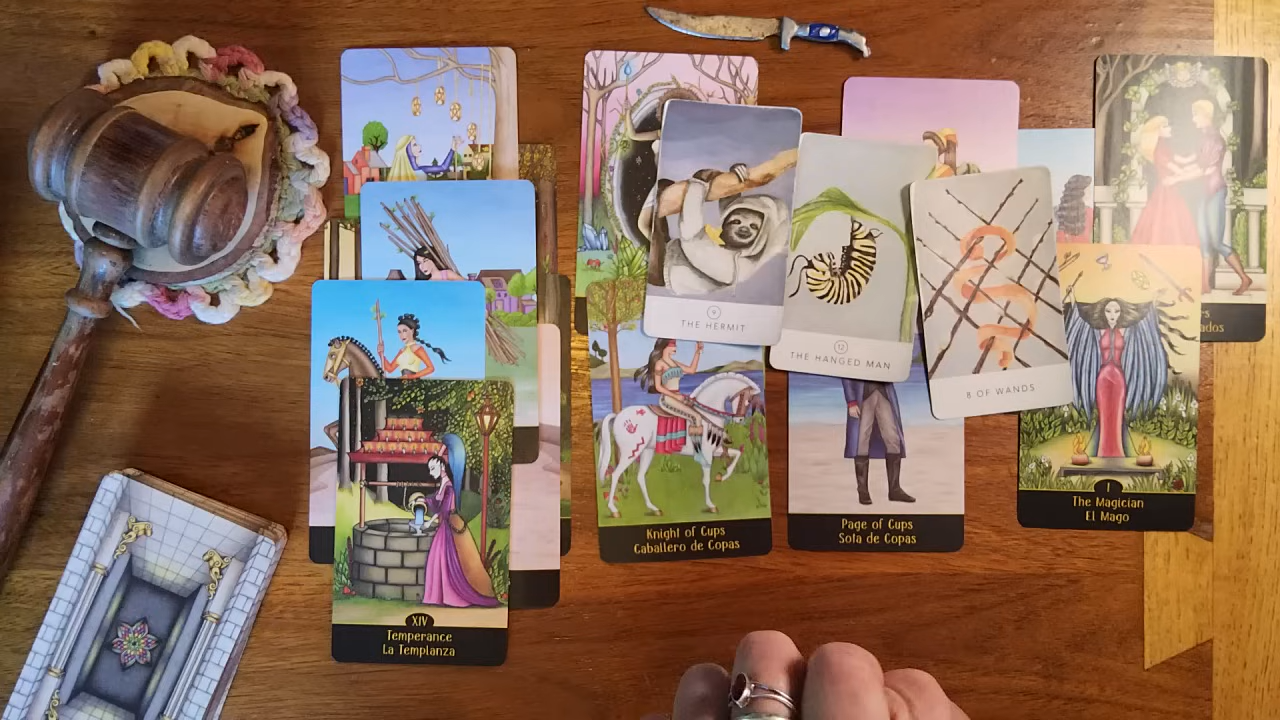 9
THE HERMIT
12
THE HANGED MAN
8 OF WANDS
Knight of Cups
Caballero de Copas
Page of Cups
Sota de Copas
I
The Magician
El Mago
XIV
Temperance
La Templanza